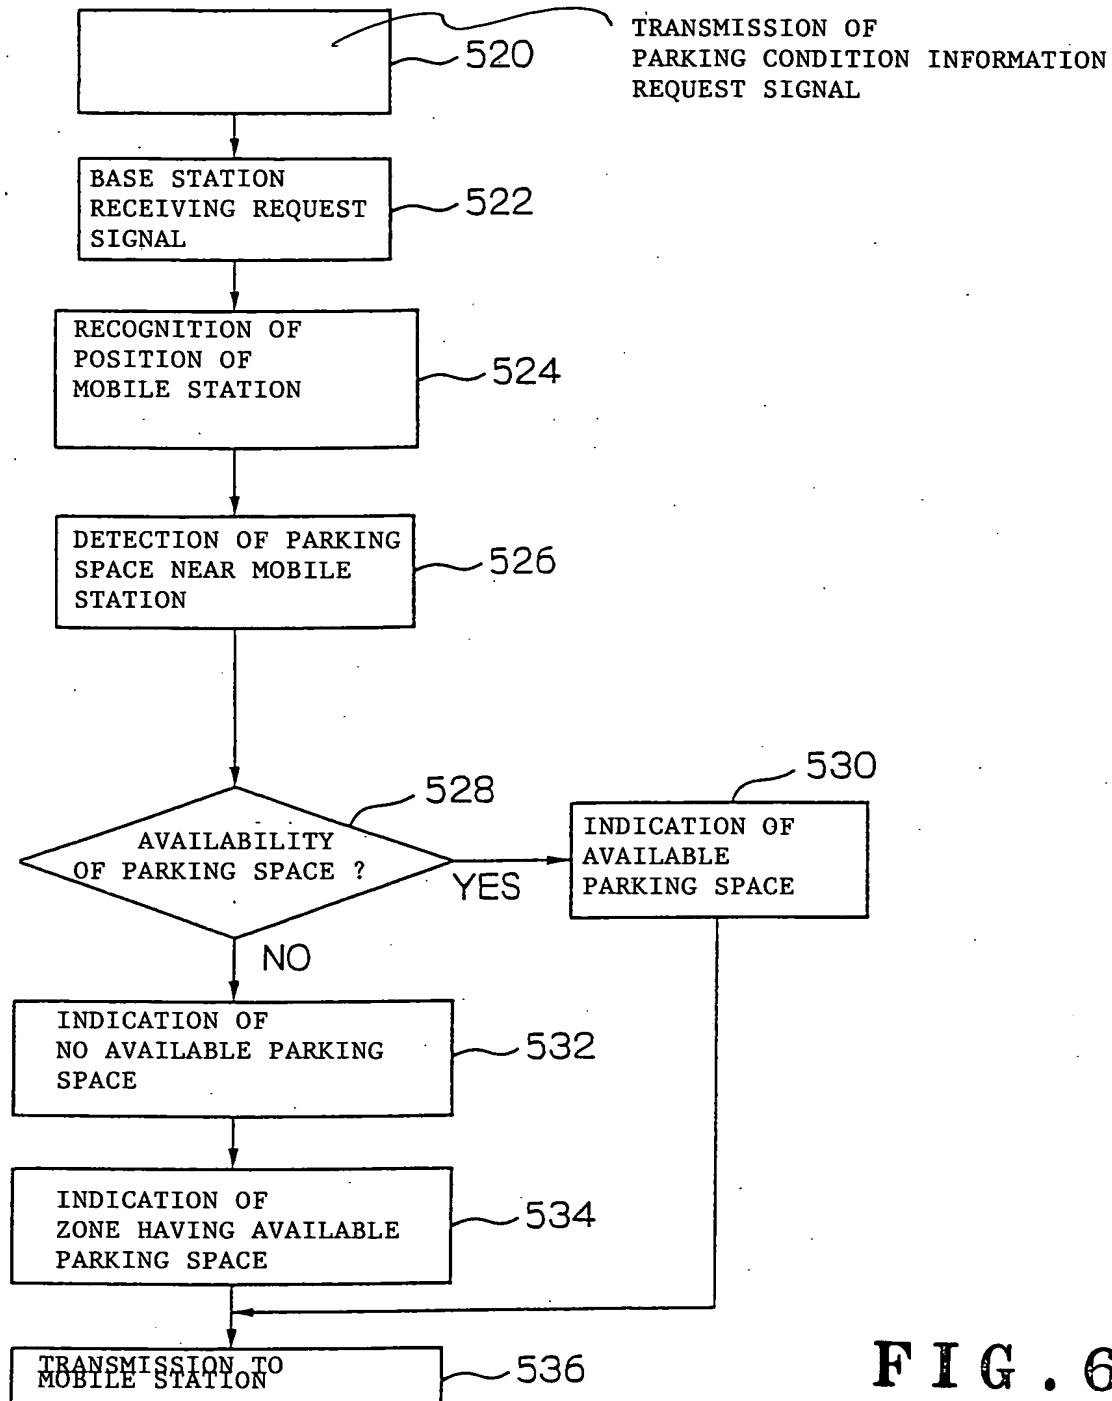 520
TRANSMISSION OF
PARKING CONDITION INFORMATION
REQUEST SIGNAL
BASE STATION
RECEIVING REQUEST
SIGNAL
522
RECOGNITION OF
POSITION OF
MOBILE STATION
524
DETECTION OF PARKING
SPACE NEAR MOBILE
STATION
526
528
AVAILABILITY
OF PARKING SPACE ?
YES
NO
530
INDICATION OF
AVAILABLE
PARKING SPACE
INDICATION OF
NO AVAILABLE PARKING
SPACE
532
INDICATION OF
ZONE HAVING AVAILABLE
PARKING SPACE
534
TRANSMISSION TO
MOBILE STATION
536
FIG.6